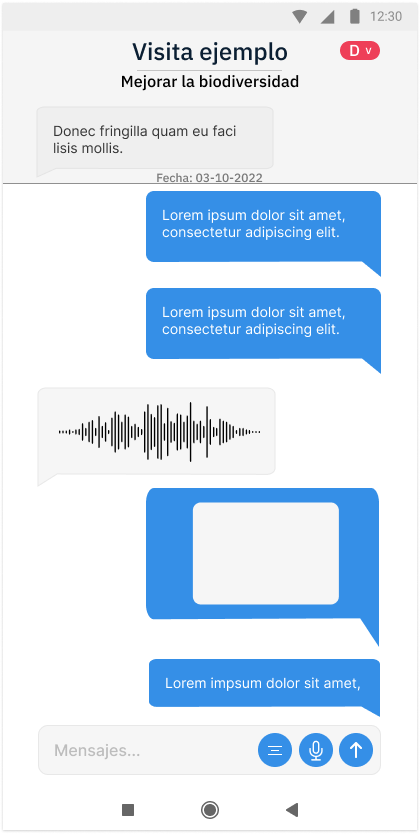 12:30
Visita ejemplo
D v
Mejorar la biodiversidad
Donec fringilla quam eu faci
lisis mollis.
Fecha: 03-10-2022
Lorem ipsum dolor sit amet,
consectetur adipiscing elit.
Lorem ipsum dolor sit amet,
consectetur adipiscing elit.
Lorem impsum dolor sit amet,
Mensajes...